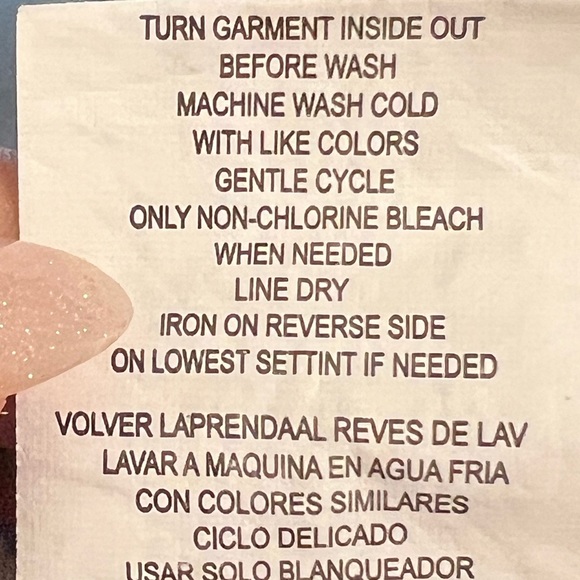 TURN GARMENT INSIDE OUT
BEFORE WASH
MACHINE WASH COLD
WITH LIKE COLORS
GENTLE CYCLE
ONLY NON-CHLORINE BLEACH
WHEN NEEDED
LINE DRY
IRON ON REVERSE SIDE
ON LOWEST SETTINT IF NEEDED
VOLVER LAPRENDAAL REVES DE LAV
LAVAR A MAQUINA EN AGUA FRIA
CON COLORES SIMILARES
CICLO DELICADO
USAR SOLO BLANQUEADOR